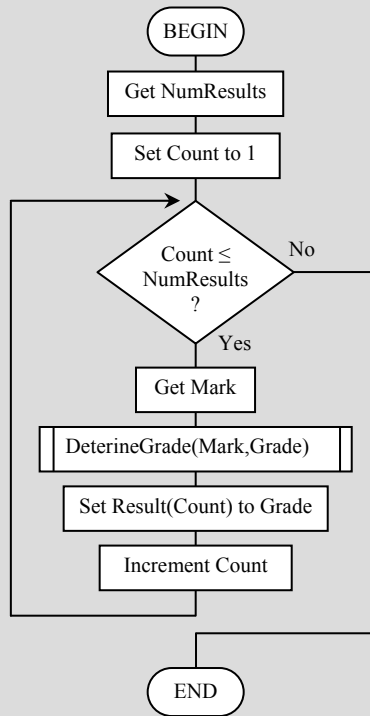 BEGIN
Get NumResults
Set Count to 1
Count ≤
NumResults
?
No
Yes
Get Mark
DeterineGrade(Mark,Grade)
Set Result(Count) to Grade
Increment Count
END